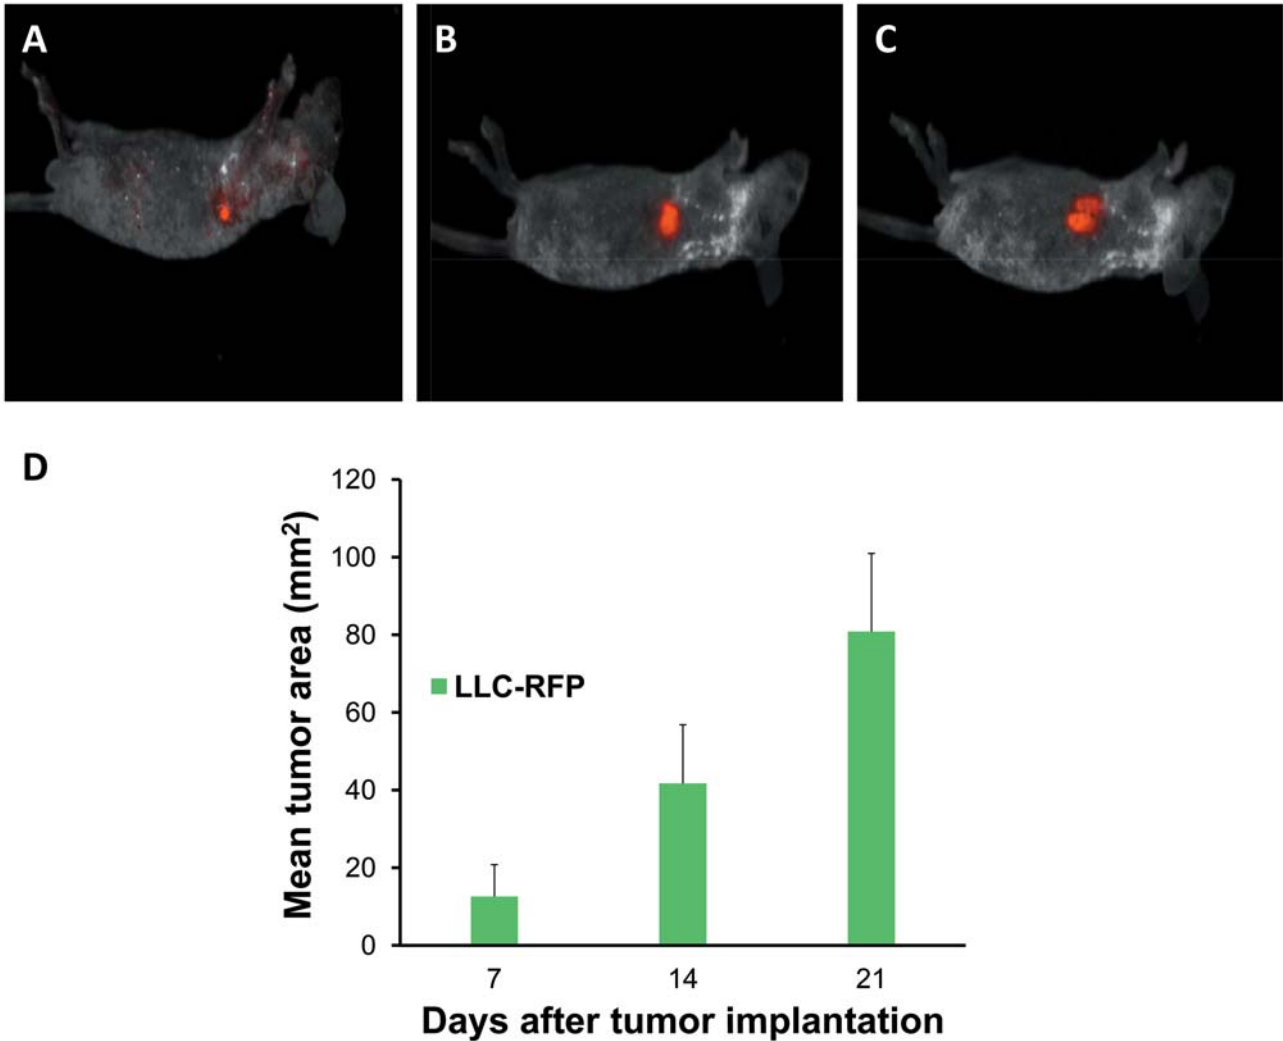 A
B
C
D
120
100
80
60
40
20
0
Mean tumor area (mm²)
LLC-RFP
7
14
21
Days after tumor implantation